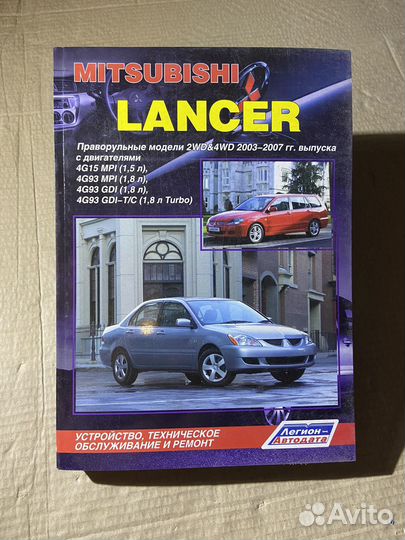 MITSUBISHI
LANCER
Праворульные модели 2WD&4WD 2003-2007 гг. выпуска
с двигателями
4G15 MPI (1,5 л),
4G93 MPI (1,8 л),
4G93 GDI (1,8 л),
4G93 GDI-T/C (1,8 л Turbo)
УСТРОЙСТВО, ТЕХНИЧЕСКОЕ
ОБСЛУЖИВАНИЕ И РЕМОНТ
Легион-
Автодата
Avito